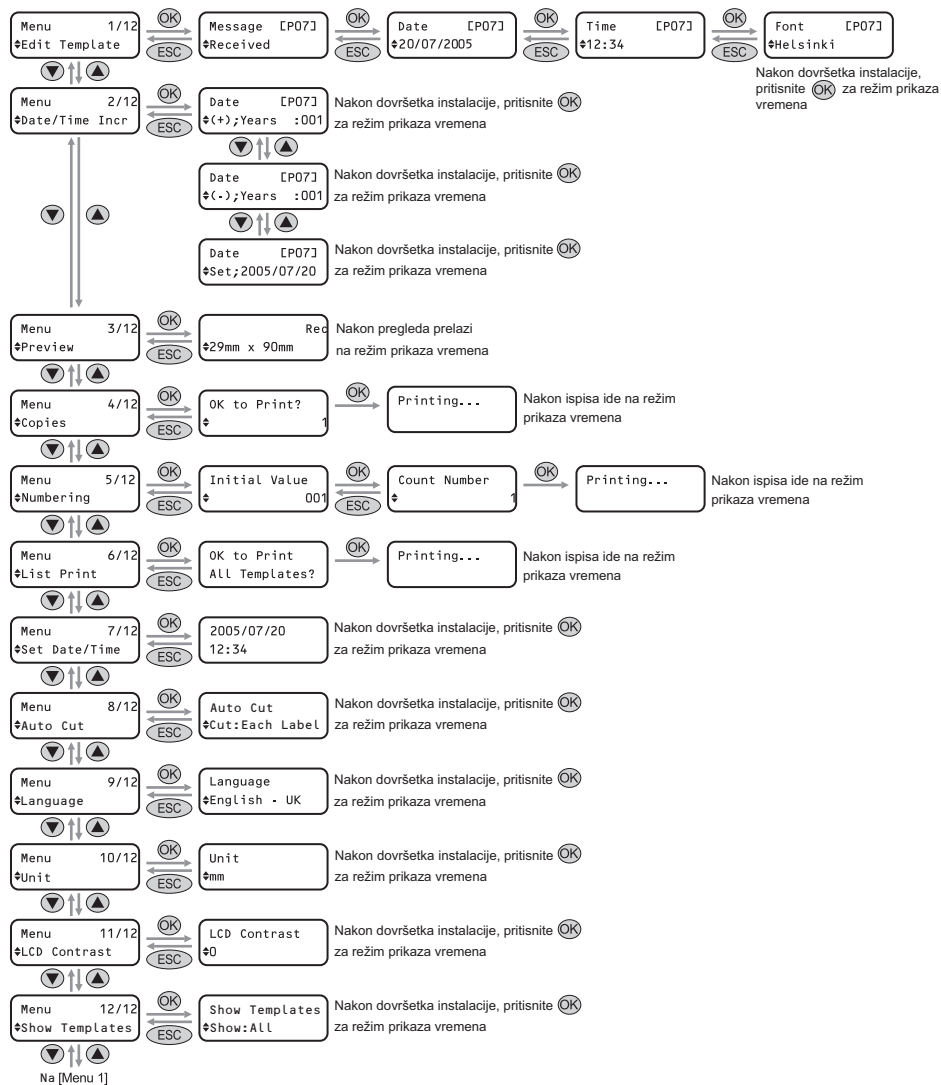 Menu 1/12
Edit Template
OK
ESC
Message [P07]
Received
OK
ESC
Date [P07]
20/07/2005
OK
ESC
Time [P07]
12:34
OK
ESC
Font [P07]
Helsinki
Nakon dovršetka instalacije,
pritisnite OK za režim prikaza
vremena
Menu 2/12
Date/Time Incr
OK
ESC
Date [P07]
(+);Years :001
Nakon dovršetka instalacije, pritisnite OK
za režim prikaza vremena
Date [P07]
(-);Years :001
Nakon dovršetka instalacije, pritisnite OK
za režim prikaza vremena
Date [P07]
Set;2005/07/20
Nakon dovršetka instalacije, pritisnite OK
za režim prikaza vremena
Menu 3/12
Preview
OK
ESC
Rec
29mm x 90mm
Nakon pregleda prelazi
na režim prikaza vremena
Menu 4/12
Copies
OK
ESC
OK to Print?
1
OK
Printing...
Nakon ispisa ide na režim
prikaza vremena
Menu 5/12
Numbering
OK
ESC
Initial Value
001
OK
ESC
Count Number
1
OK
Printing...
Nakon ispisa ide na režim
prikaza vremena
Menu 6/12
List Print
OK
ESC
OK to Print
All Templates?
OK
Printing...
Nakon ispisa ide na režim
prikaza vremena
Menu 7/12
Set Date/Time
OK
ESC
2005/07/20
12:34
Nakon dovršetka instalacije, pritisnite OK
za režim prikaza vremena
Menu 8/12
Auto Cut
OK
ESC
Auto Cut
Cut:Each Label
Nakon dovršetka instalacije, pritisnite OK
za režim prikaza vremena
Menu 9/12
Language
OK
ESC
Language
English - UK
Nakon dovršetka instalacije, pritisnite OK
za režim prikaza vremena
Menu 10/12
Unit
OK
ESC
Unit
mm
Nakon dovršetka instalacije, pritisnite OK
za režim prikaza vremena
Menu 11/12
LCD Contrast
OK
ESC
LCD Contrast
0
Nakon dovršetka instalacije, pritisnite OK
za režim prikaza vremena
Menu 12/12
Show Templates
OK
ESC
Show Templates
Show:All
Nakon dovršetka instalacije, pritisnite OK
za režim prikaza vremena
Na [Menu 1]